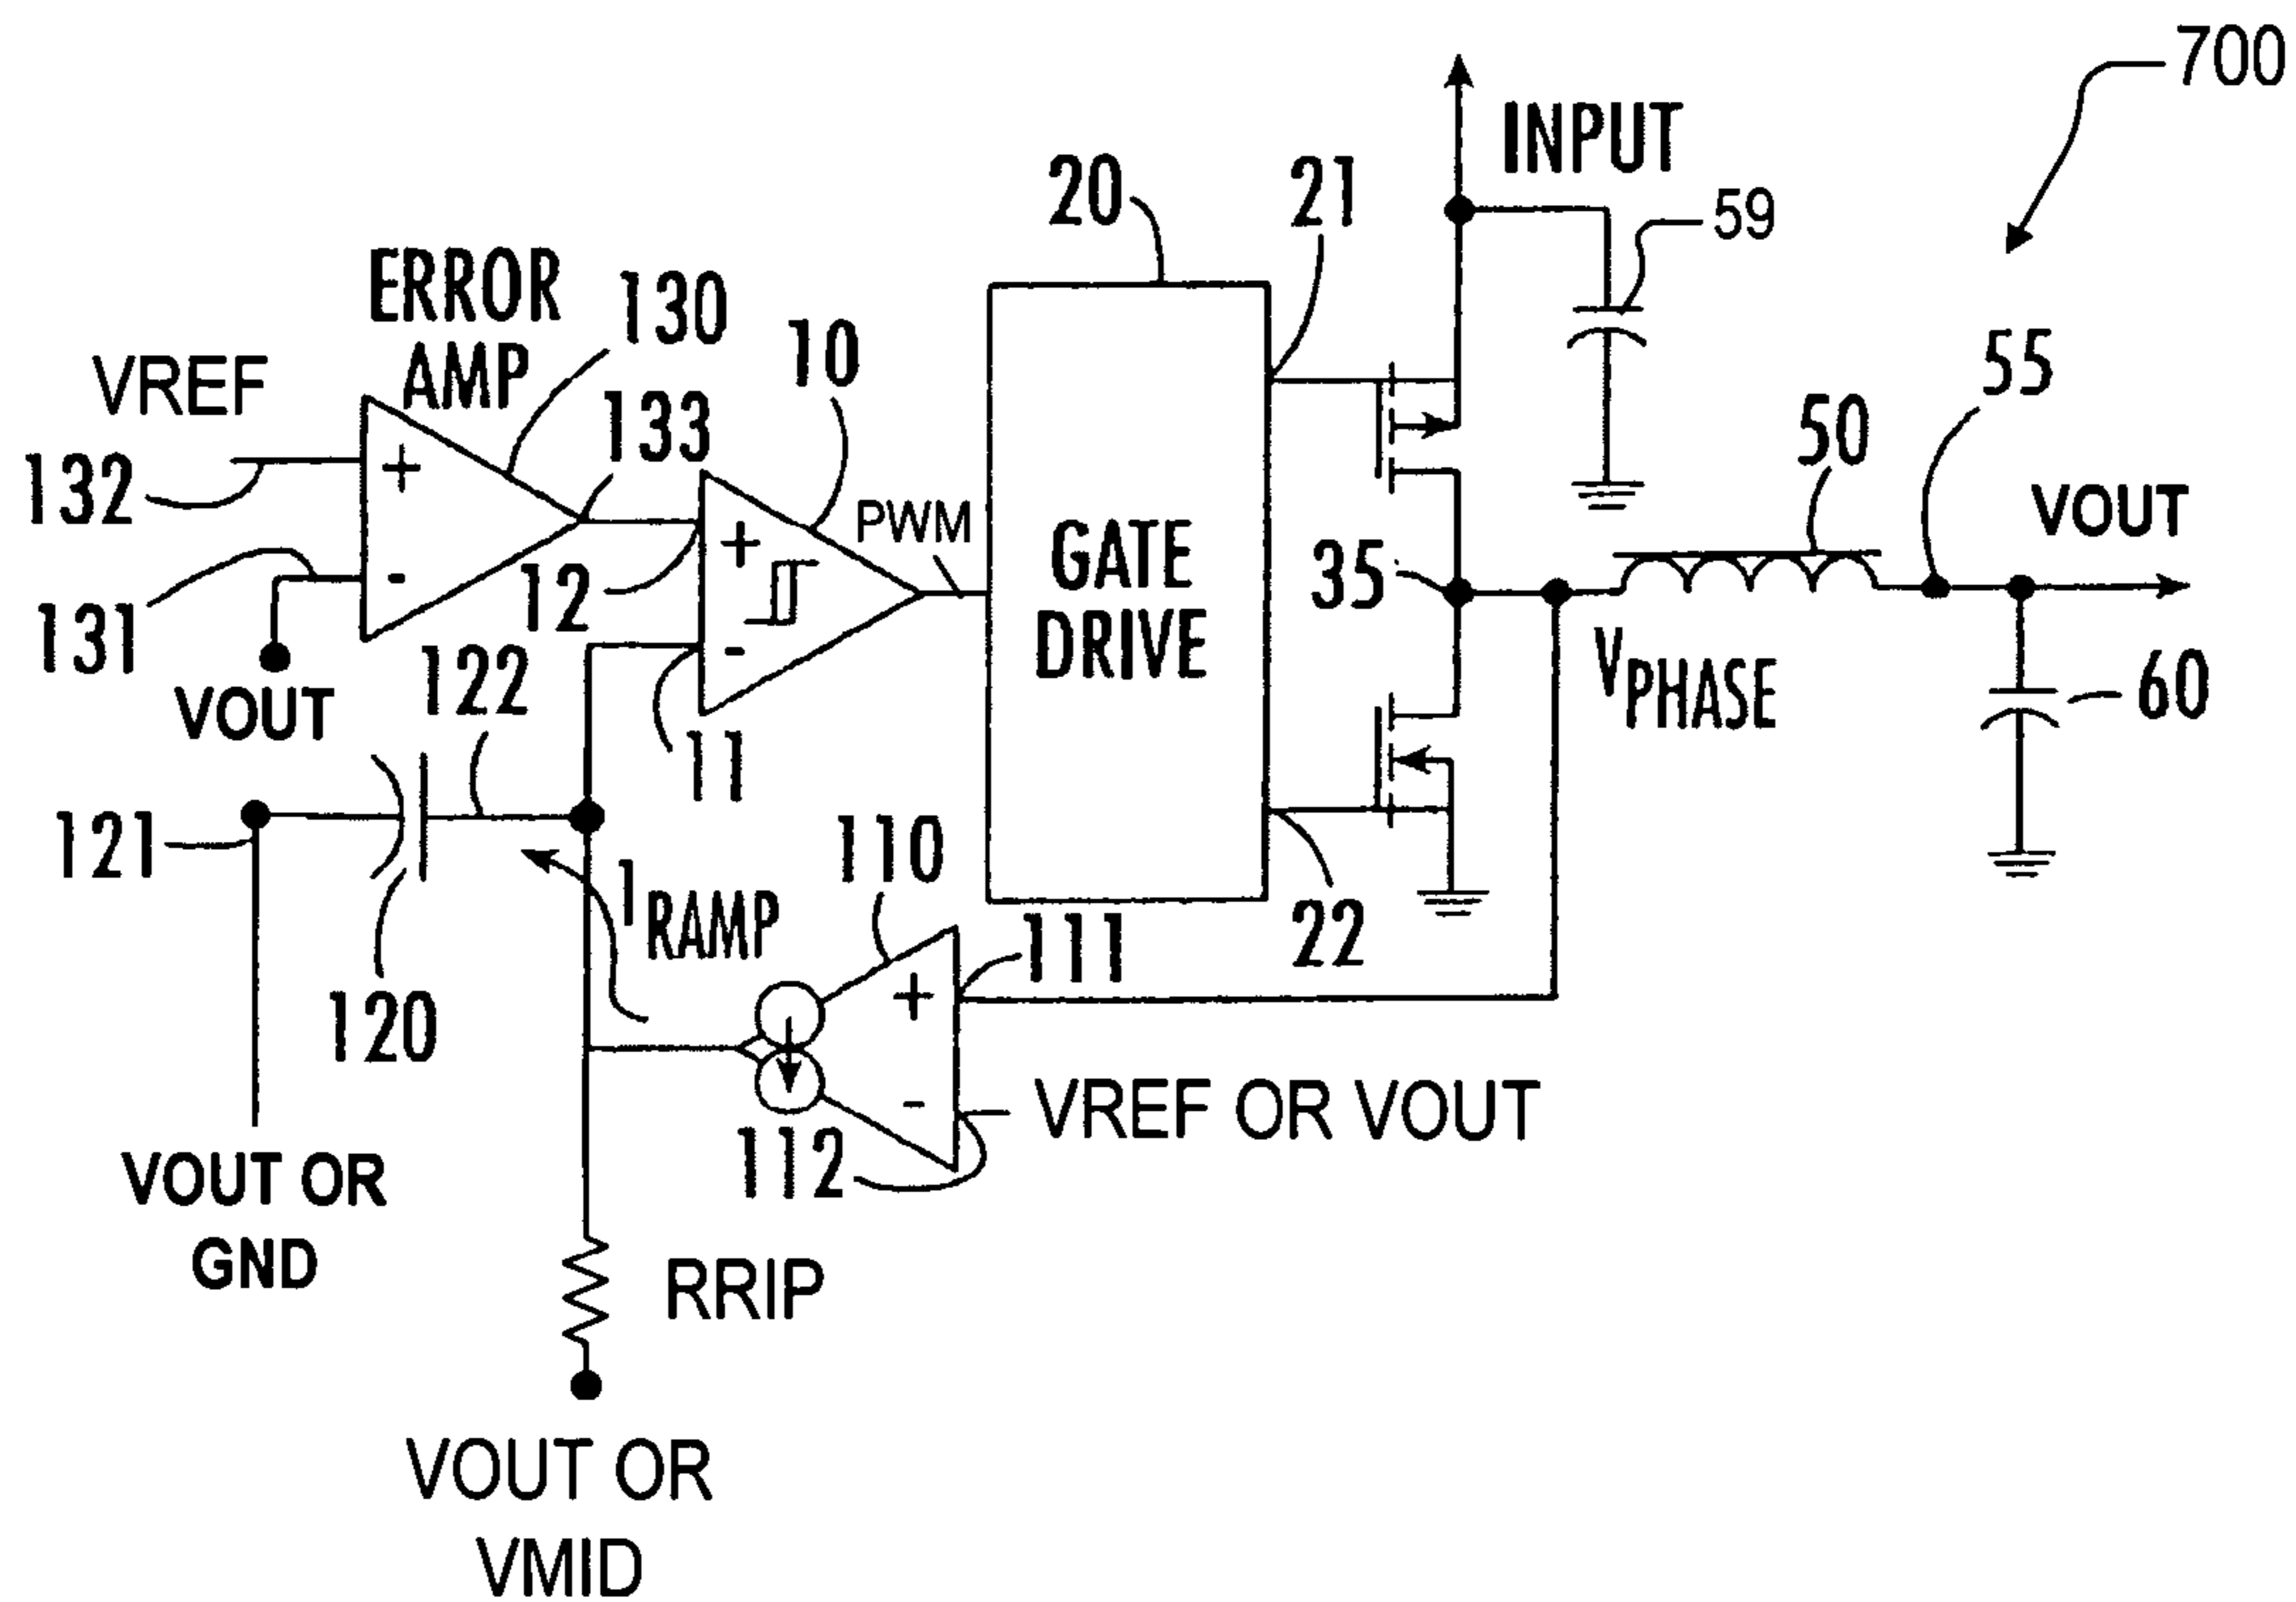 700
INPUT
20
21
59
ERROR
AMP
130
10
VREF
133
55
50
132
PWM
VOUT
+
+
GATE
DRIVE
35
12
-
131
-
122
VPHASE
60
VOUT
11
121
110
IRAMP
22
111
120
+
-
VREF OR VOUT
112
VOUT OR
GND
RRIP
VOUT OR
VMID